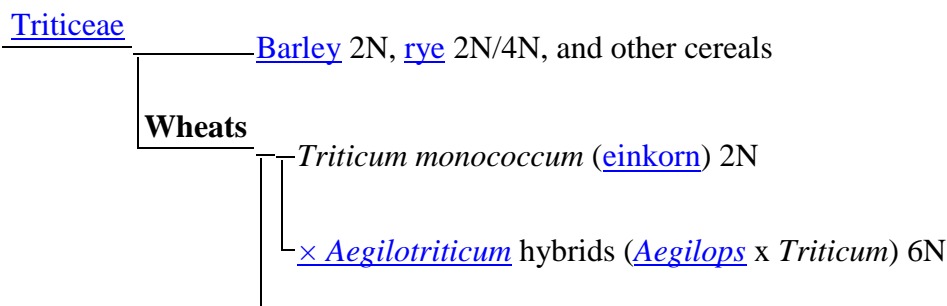 Triticeae
Barley 2N, rye 2N/4N, and other cereals
Wheats
Triticum monococcum (einkorn) 2N
× Aegilotriticum hybrids (Aegilops x Triticum) 6N